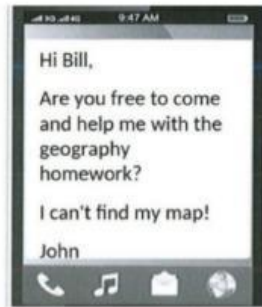 9:47 AM
Hi Bill,
Are you free to come
and help me with the
geography
homework?
I can't find my map!
John